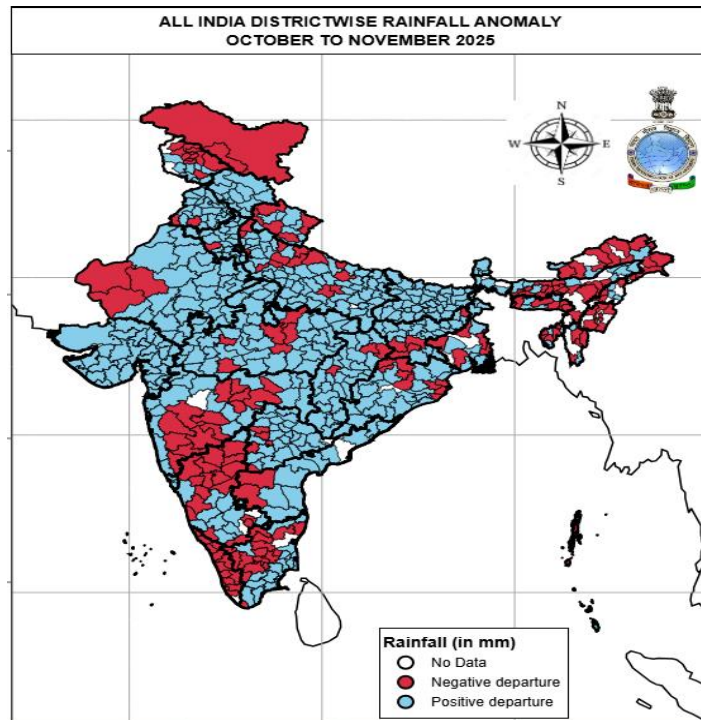 ALL INDIA DISTRICTWISE RAINFALL ANOMALY
OCTOBER TO NOVEMBER 2025
N
W E
S
Rainfall (in mm)
No Data
Negative departure
Positive departure